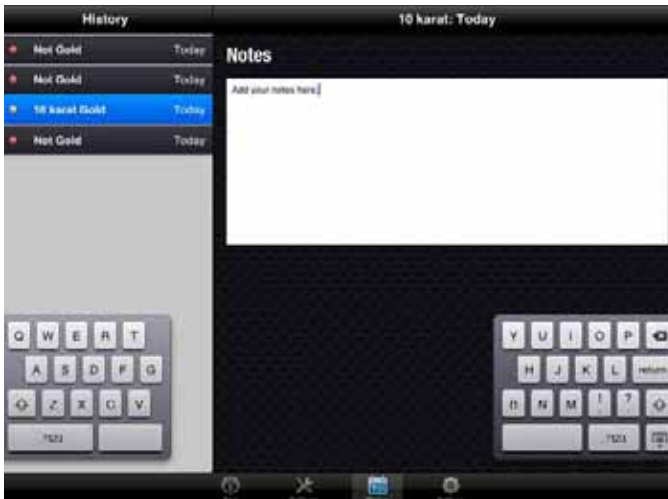 History
10 karat: Today
Not Gold Today
Not Gold Today
10 karat Gold Today
Not Gold Today
Notes
Add your notes here.
Q W E R T
Y U I O P
A S D F G
H J K L return
Z X C V
B N M ! ?
.?123
.?123